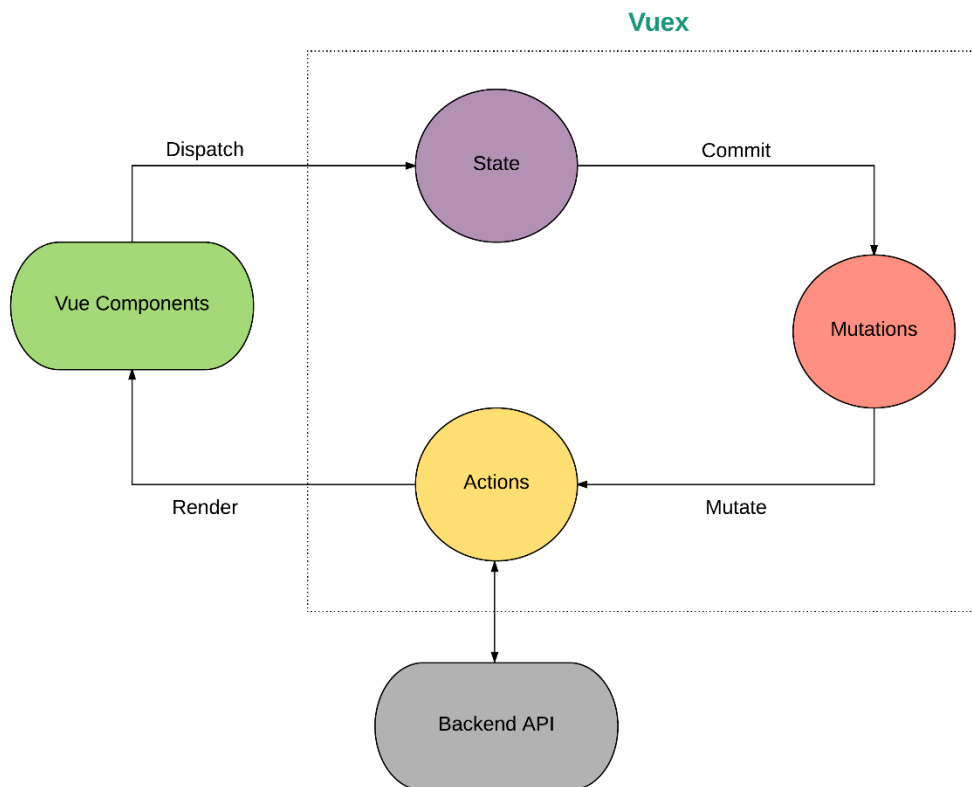 Vuex
Dispatch
State
Commit
Vue Components
Mutations
Actions
Render
Mutate
Backend API